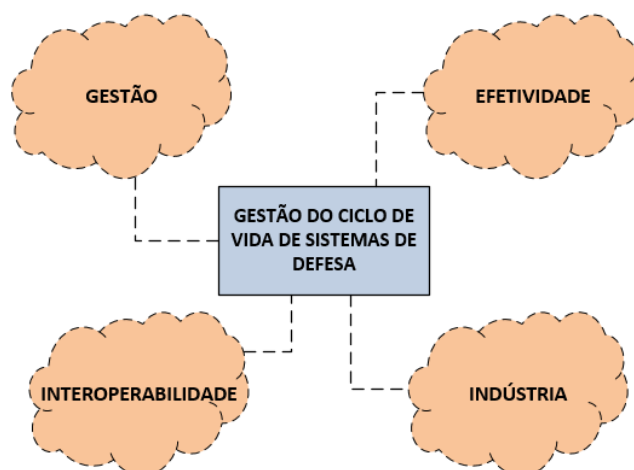 GESTÃO
EFETIVIDADE
GESTÃO DO CICLO DE
VIDA DE SISTEMAS DE
DEFESA
INTEROPERABILIDADE
INDÚSTRIA